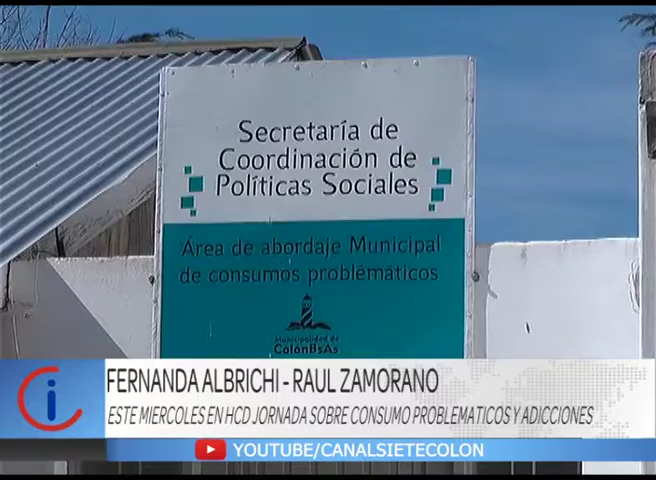 Secretaría de
Coordinación de
Políticas Sociales
Área de abordaje Municipal
de consumos problemáticos
Municipalidad de
ColónBsAs
FERNANDA ALBRICHI - RAUL ZAMORANO
ESTE MIERCOLES EN HCD JORNADA SOBRE CONSUMO PROBLEMATICOS Y ADICCIONES
YOUTUBE/CANALSIETECOLON